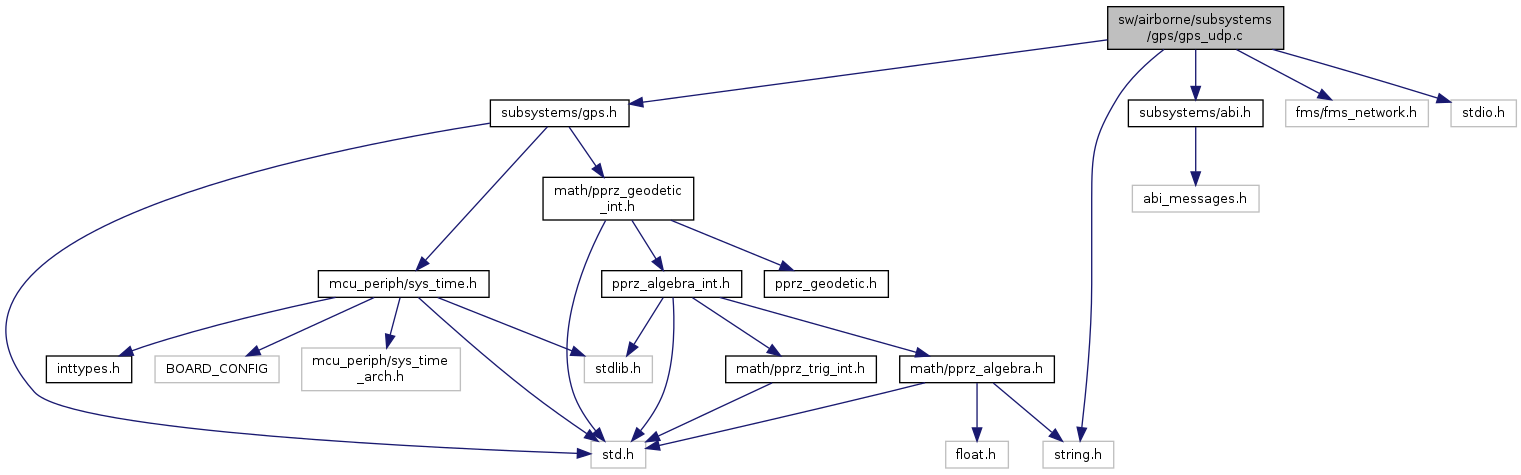 sw/airborne/subsystems
/gps/gps_udp.c
subsystems/gps.h
subsystems/abi.h
fms/fms_network.h
stdio.h
math/pprz_geodetic
_int.h
abi_messages.h
mcu_periph/sys_time.h
pprz_algebra_int.h
pprz_geodetic.h
inttypes.h
BOARD_CONFIG
mcu_periph/sys_time
_arch.h
stdlib.h
math/pprz_trig_int.h
math/pprz_algebra.h
std.h
float.h
string.h